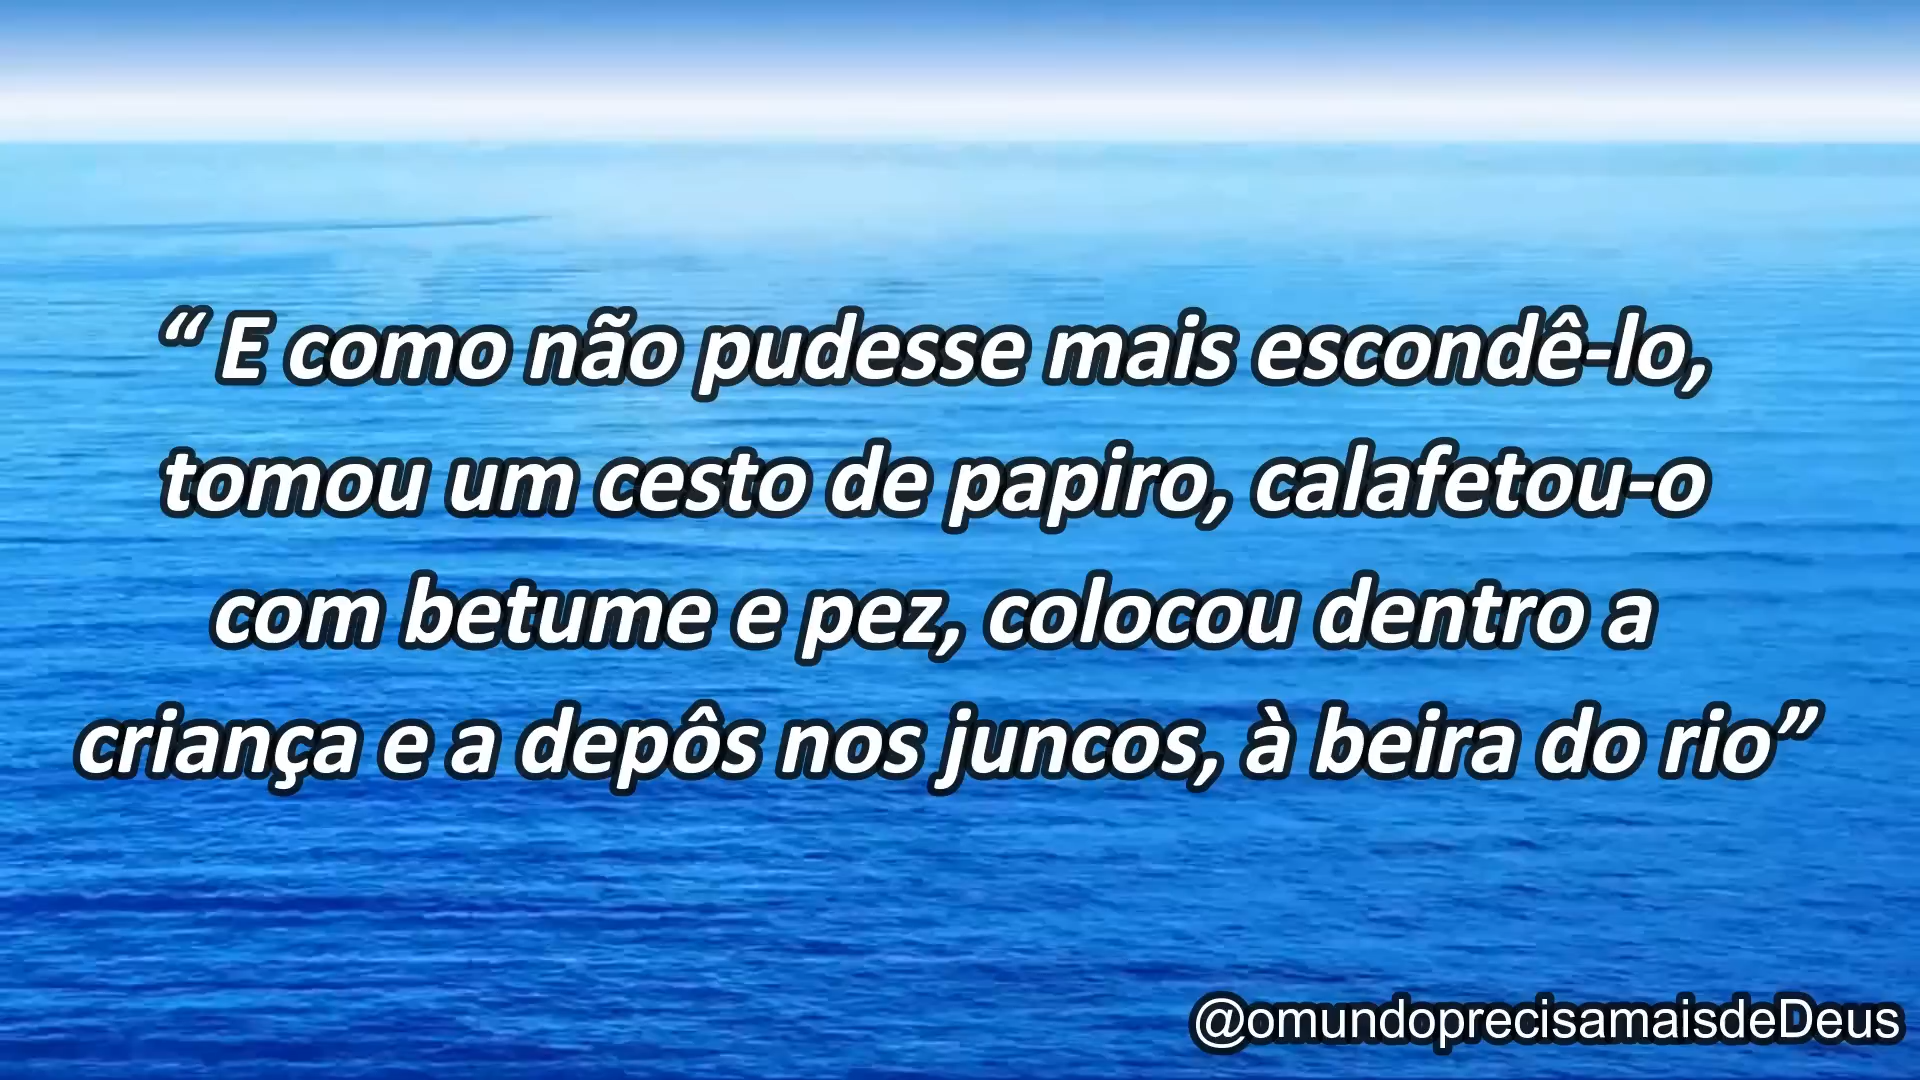 “ E como não pudesse mais escondê-lo,
tomou um cesto de papiro, calafetou-o
com betume e pez, colocou dentro a
criança e a depôs nos juncos, à beira do rio”
@omundoprecisamaisdeDeus